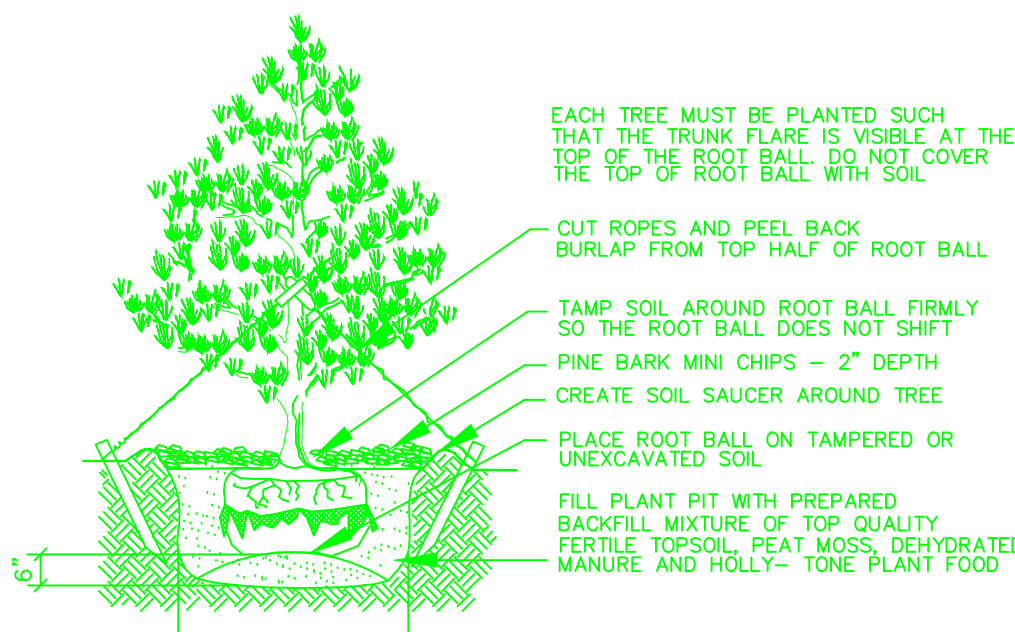 EACH TREE MUST BE PLANTED SUCH
THAT THE TRUNK FLARE IS VISIBLE AT THE
TOP OF THE ROOT BALL. DO NOT COVER
THE TOP OF ROOT BALL WITH SOIL
CUT ROPES AND PEEL BACK
BURLAP FROM TOP HALF OF ROOT BALL
TAMP SOIL AROUND ROOT BALL FIRMLY
SO THE ROOT BALL DOES NOT SHIFT
PINE BARK MINI CHIPS – 2" DEPTH
CREATE SOIL SAUCER AROUND TREE
PLACE ROOT BALL ON TAMPERED OR
UNEXCAVATED SOIL
FILL PLANT PIT WITH PREPARED
BACKFILL MIXTURE OF TOP QUALITY
FERTILE TOPSOIL, PEAT MOSS, DEHYDRATED
MANURE AND HOLLY– TONE PLANT FOOD
6"